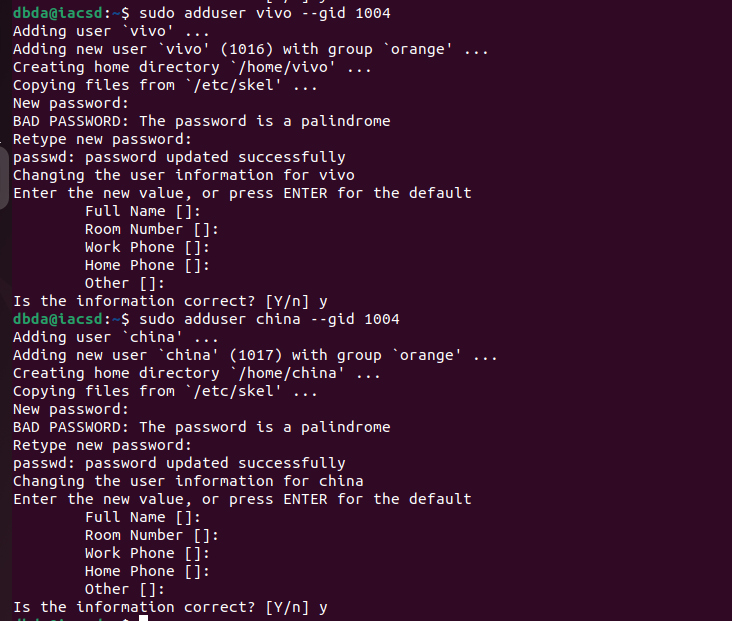 dbda@iacsd:~$ sudo adduser vivo --gid 1004
Adding user `vivo' ...
Adding new user `vivo' (1016) with group `orange' ...
Creating home directory `/home/vivo' ...
Copying files from `/etc/skel' ...
New password:
BAD PASSWORD: The password is a palindrome
Retype new password:
passwd: password updated successfully
Changing the user information for vivo
Enter the new value, or press ENTER for the default
        Full Name []:
        Room Number []:
        Work Phone []:
        Home Phone []:
        Other []:
Is the information correct? [Y/n] y
dbda@iacsd:~$ sudo adduser china --gid 1004
Adding user `china' ...
Adding new user `china' (1017) with group `orange' ...
Creating home directory `/home/china' ...
Copying files from `/etc/skel' ...
New password:
BAD PASSWORD: The password is a palindrome
Retype new password:
passwd: password updated successfully
Changing the user information for china
Enter the new value, or press ENTER for the default
        Full Name []:
        Room Number []:
        Work Phone []:
        Home Phone []:
        Other []:
Is the information correct? [Y/n] y